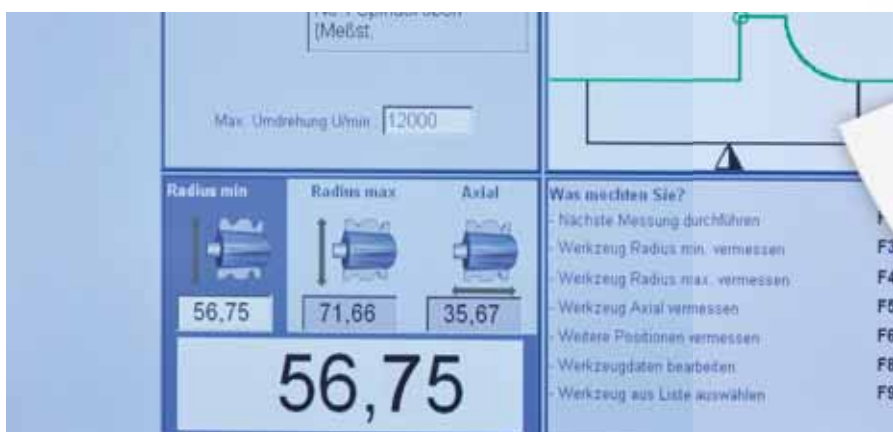 (Meßst.
Max. Umdrehung U/min. 12000
Radius min Radius max Axial
56,75 71,66 35,67
56,75
Was möchten Sie?
- Nächste Messung durchführen
- Werkzeug Radius min. vermessen F3
- Werkzeug Radius max. vermessen F4
- Werkzeug Axial vermessen F5
- Weitere Positionen vermessen F6
- Werkzeugdaten bearbeiten F8
- Werkzeug aus Liste auswählen F9